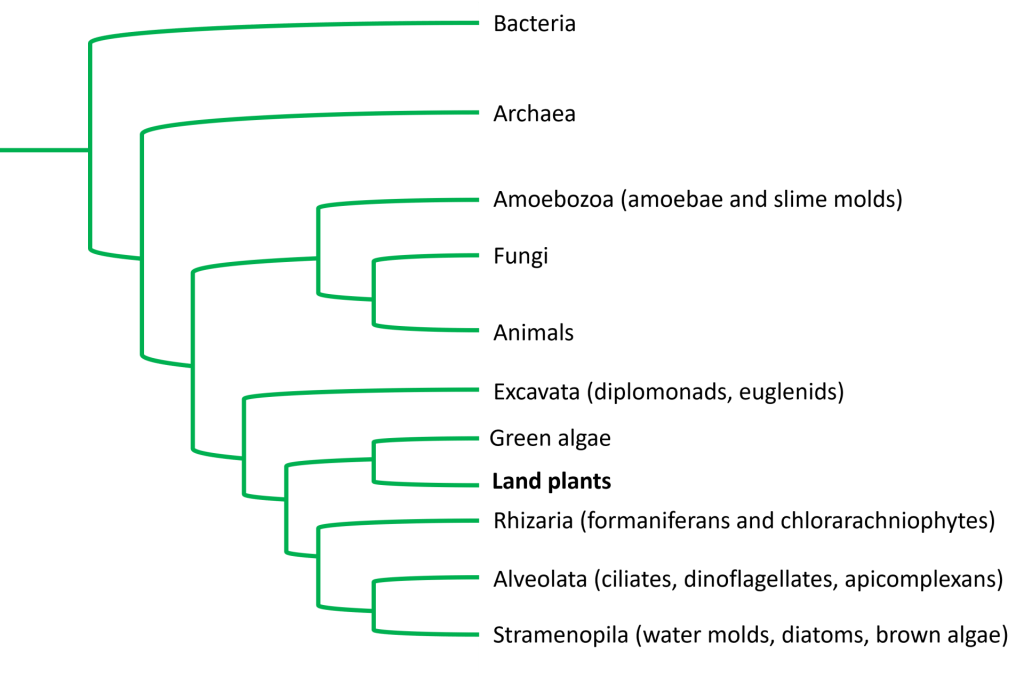 Bacteria
Archaea
Amoebozoa (amoebae and slime molds)
Fungi
Animals
Excavata (diplomonads, euglenids)
Green algae
Land plants
Rhizaria (formaniferans and chlorarachniophytes)
Alveolata (ciliates, dinoflagellates, apicomplexans)
Stramenopila (water molds, diatoms, brown algae)